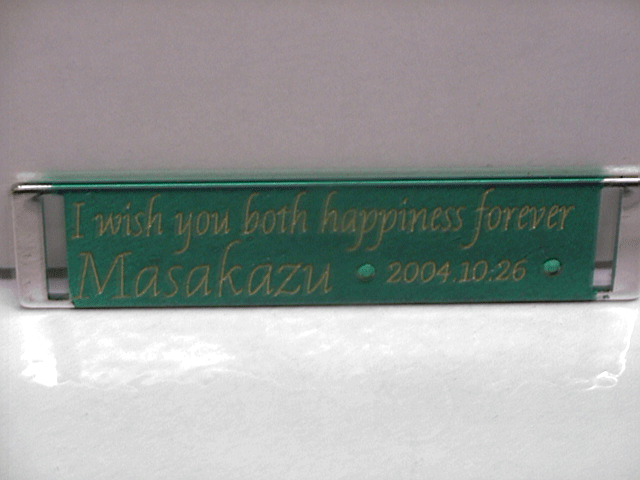 I wish you both happiness forever
Masakazu 2004.10.26